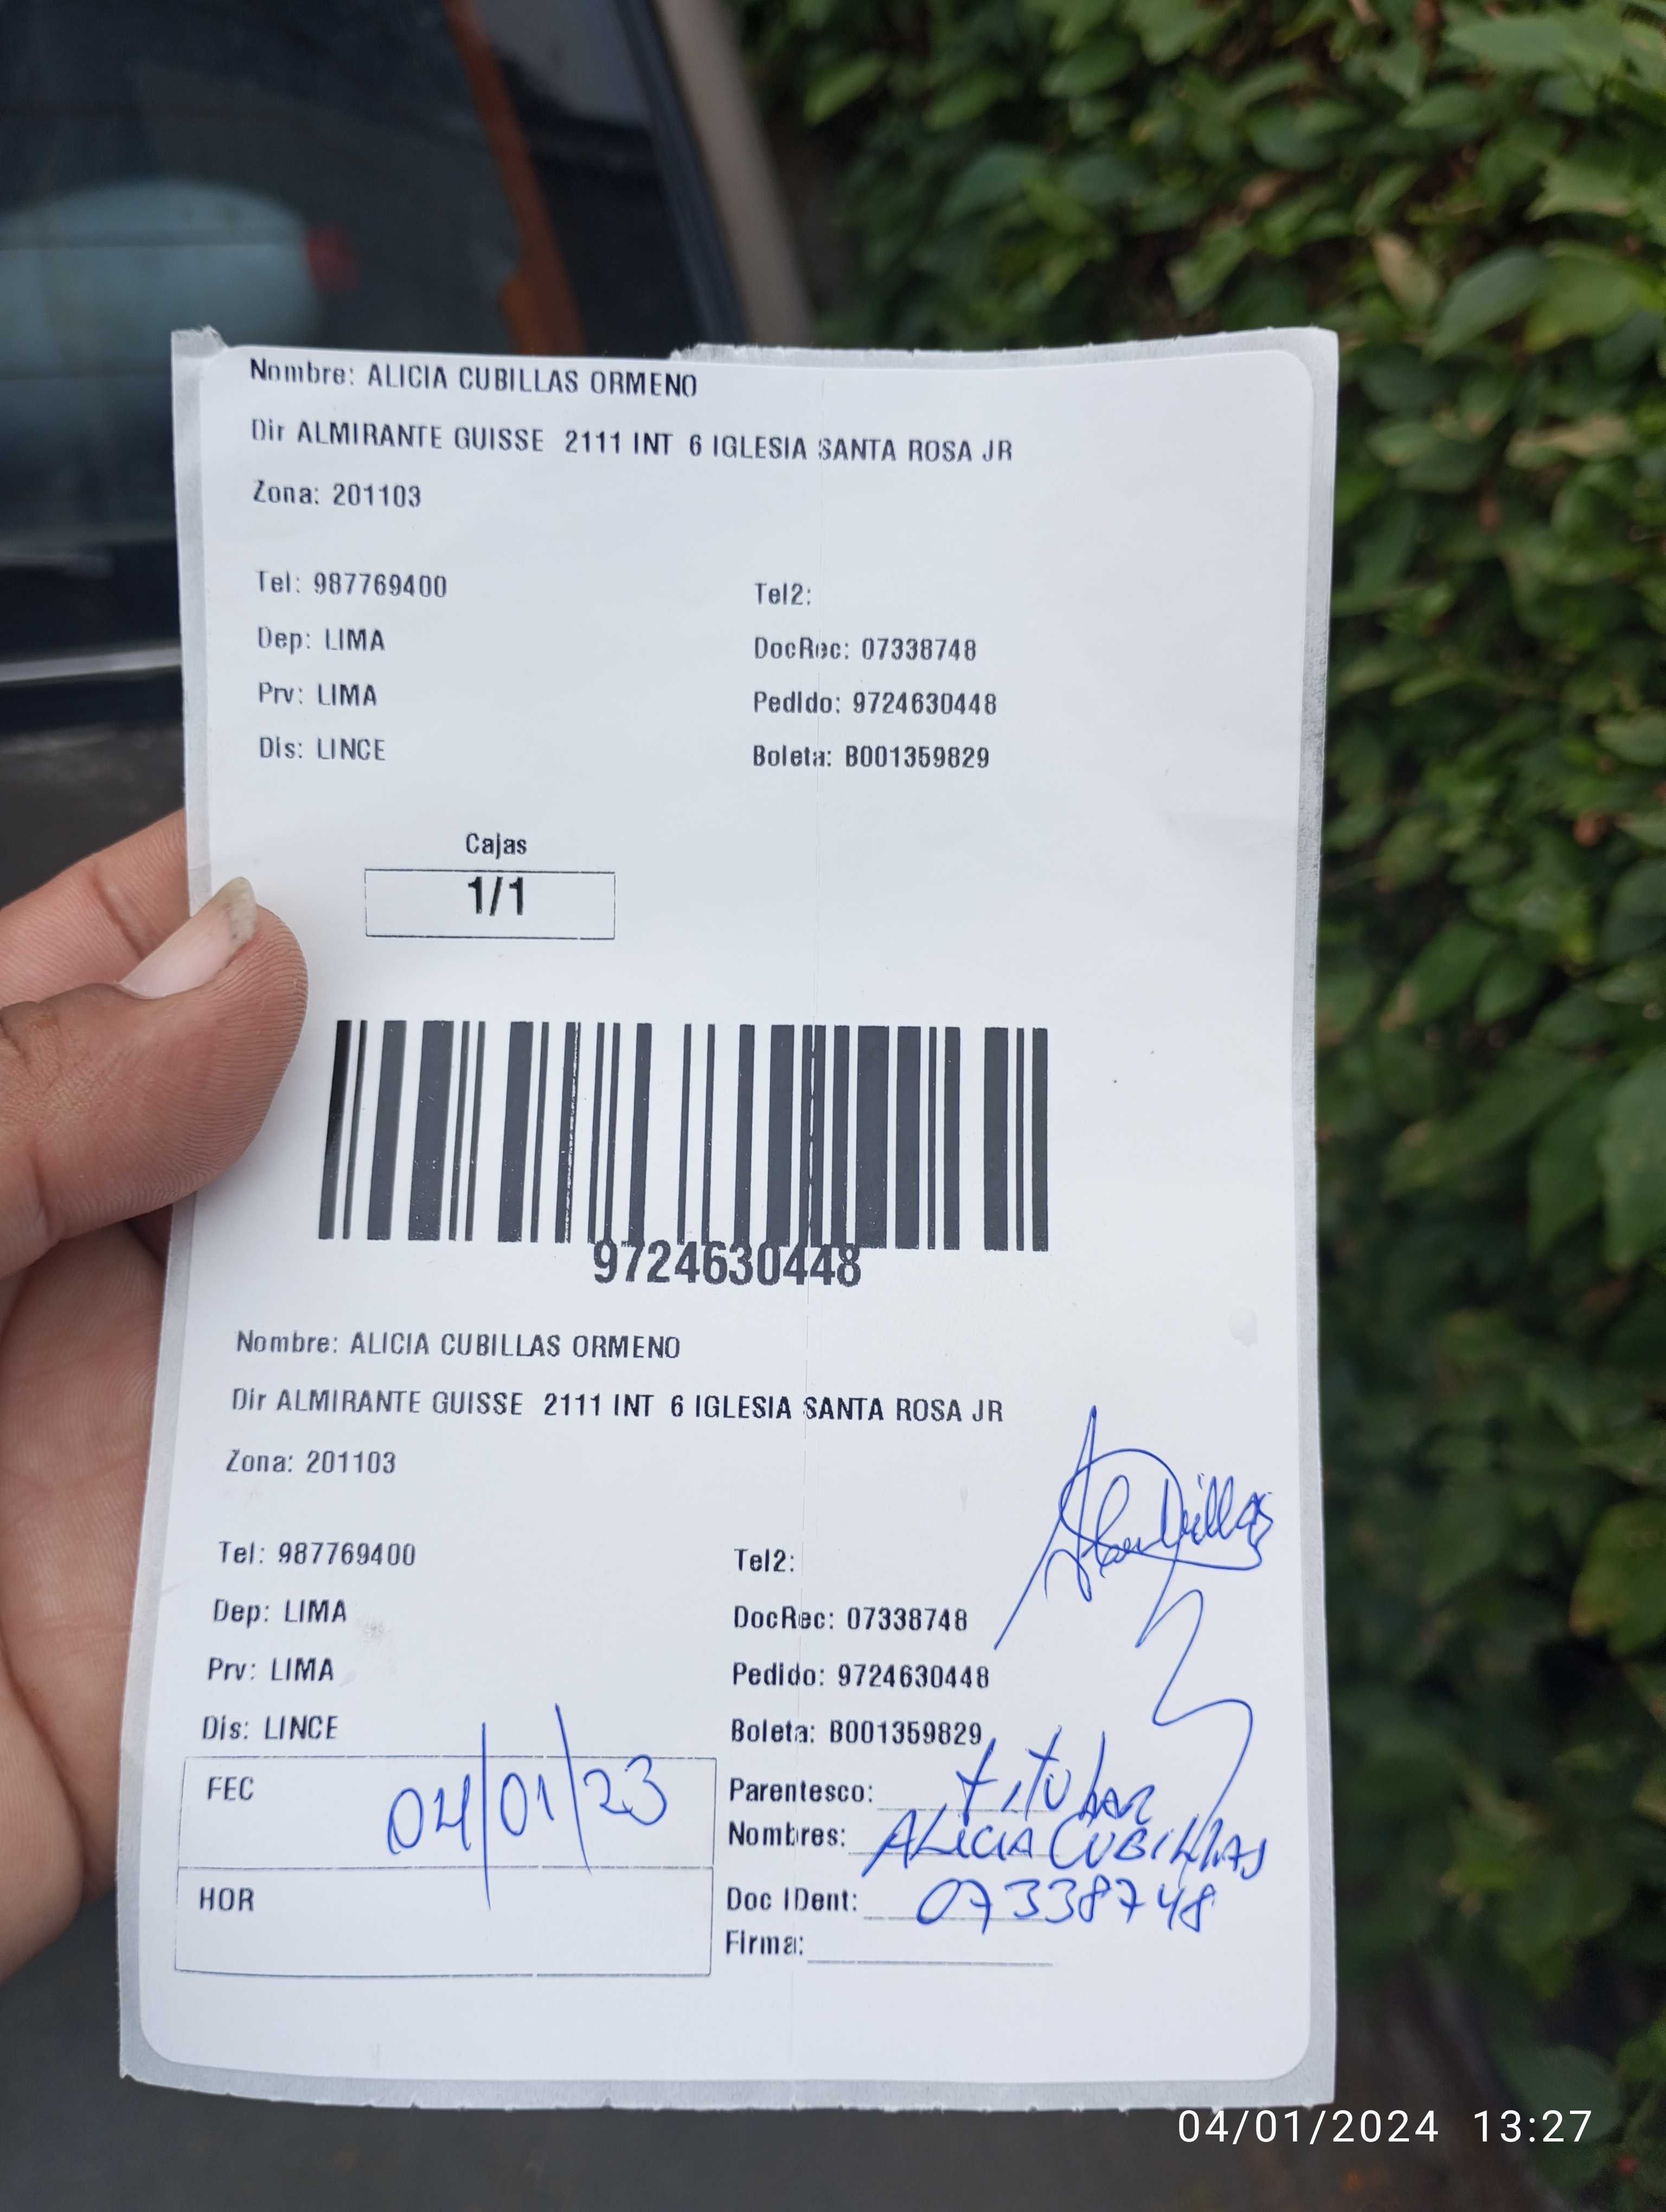 Nombre: ALICIA CUBILLAS ORMENO
Dir ALMIRANTE GUISSE 2111 INT 6 IGLESIA SANTA ROSA JR
Zona: 201103
Tel: 987769400 Tel2:
Dep: LIMA DocRec: 07338748
Prv: LIMA Pedido: 9724630448
Dis: LINCE Boleta: B001359829
Cajas
1/1
9724630448
Nombre: ALICIA CUBILLAS ORMENO
Dir ALMIRANTE GUISSE 2111 INT 6 IGLESIA SANTA ROSA JR
Zona: 201103
Tel: 987769400 Tel2:
Dep: LIMA DocRec: 07338748
Prv: LIMA Pedido: 9724630448
Dis: LINCE Boleta: B001359829
FEC 04/01/23 Parentesco: titular
Nombres: ALICIA CUBILLAS
HOR Doc IDent: 07338748
Firma:
04/01/2024 13:27